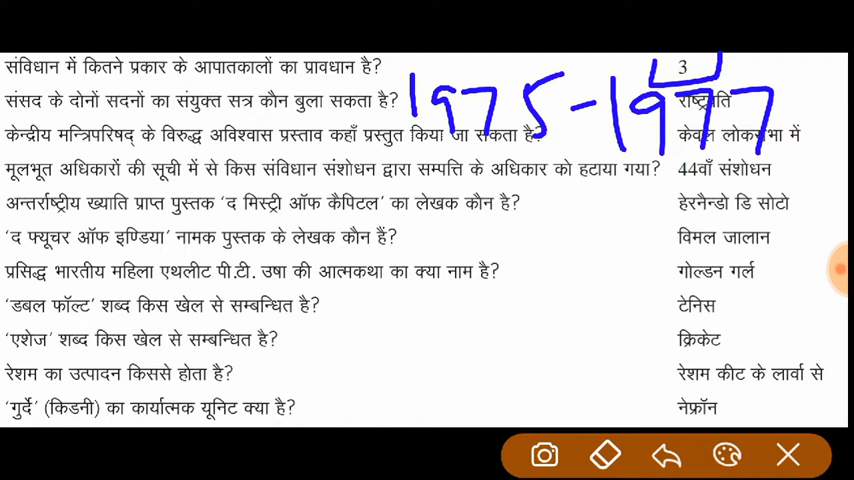 संविधान में कितने प्रकार के आपातकालों का प्रावधान है? 3
संसद के दोनों सदनों का संयुक्त सत्र कौन बुला सकता है? राष्ट्रपति
1975-1977
केन्द्रीय मन्त्रिपरिषद् के विरुद्ध अविश्वास प्रस्ताव कहाँ प्रस्तुत किया जा सकता है? केवल लोकसभा में
मूलभूत अधिकारों की सूची में से किस संविधान संशोधन द्वारा सम्पत्ति के अधिकार को हटाया गया? 44वाँ संशोधन
अन्तर्राष्ट्रीय ख्याति प्राप्त पुस्तक ‘द मिस्ट्री ऑफ कैपिटल’ का लेखक कौन है? हेरनैन्डो डि सोटो
‘द फ्यूचर ऑफ इण्डिया’ नामक पुस्तक के लेखक कौन हैं? विमल जालान
प्रसिद्ध भारतीय महिला एथलीट पी.टी. उषा की आत्मकथा का क्या नाम है? गोल्डन गर्ल
‘डबल फॉल्ट’ शब्द किस खेल से सम्बन्धित है? टेनिस
‘एशेज’ शब्द किस खेल से सम्बन्धित है? क्रिकेट
रेशम का उत्पादन किससे होता है? रेशम कीट के लार्वा से
‘गुर्दे’ (किडनी) का कार्यात्मक यूनिट क्या है? नेफ्रॉन